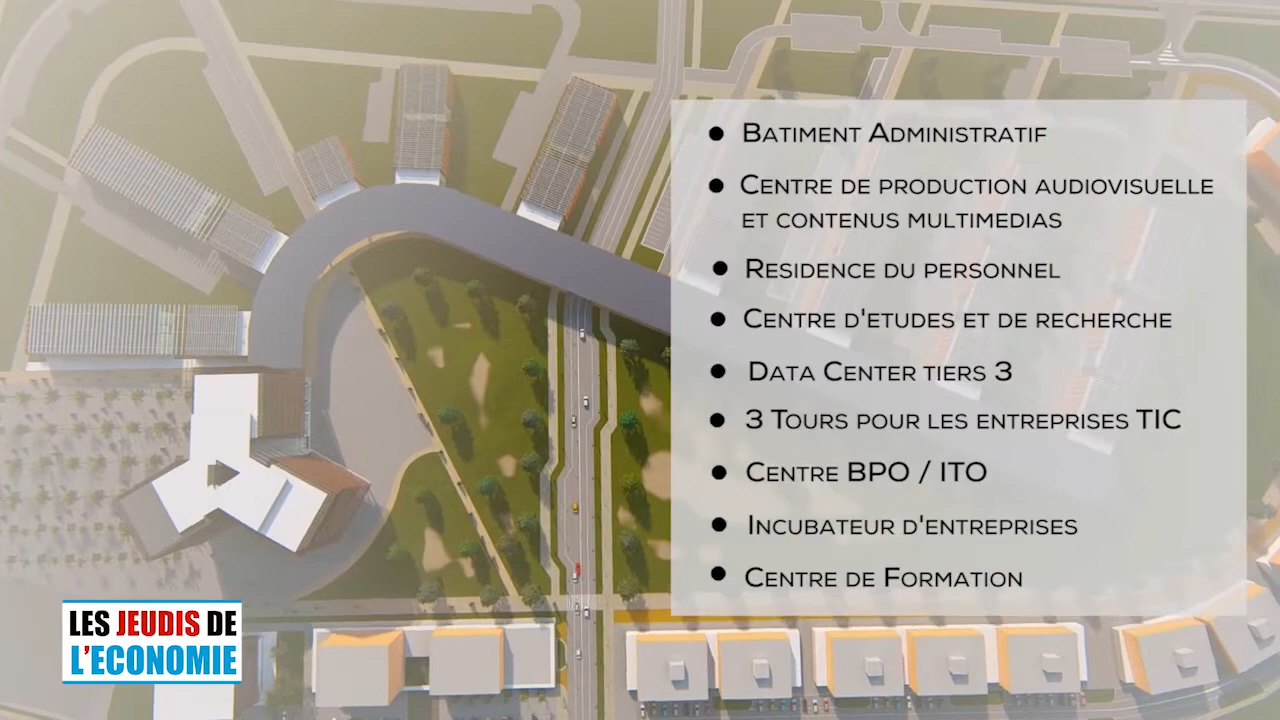 ● BATIMENT ADMINISTRATIF
● CENTRE DE PRODUCTION AUDIOVISUELLE
ET CONTENUS MULTIMEDIAS
● RESIDENCE DU PERSONNEL
● CENTRE D'ETUDES ET DE RECHERCHE
● DATA CENTER TIERS 3
● 3 TOURS POUR LES ENTREPRISES TIC
● CENTRE BPO / ITO
● INCUBATEUR D'ENTREPRISES
● CENTRE DE FORMATION
LES JEUDIS DE
L'ECONOMIE